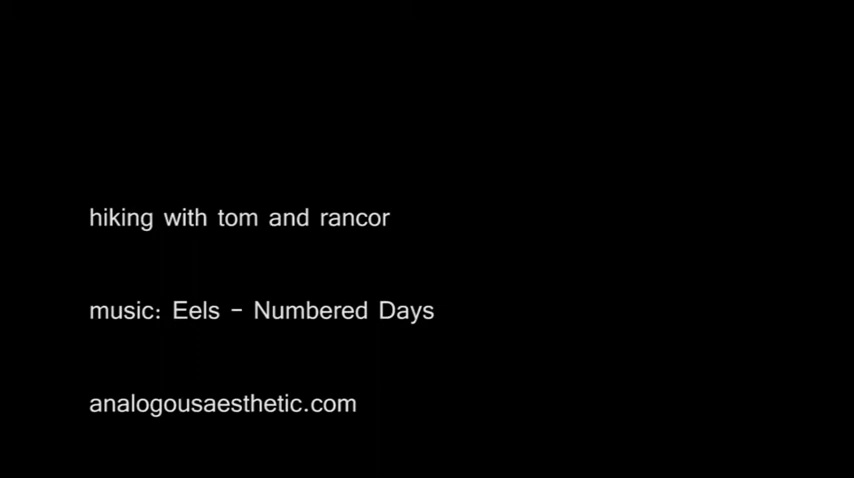 hiking with tom and rancor
music: Eels - Numbered Days
analogousaesthetic.com